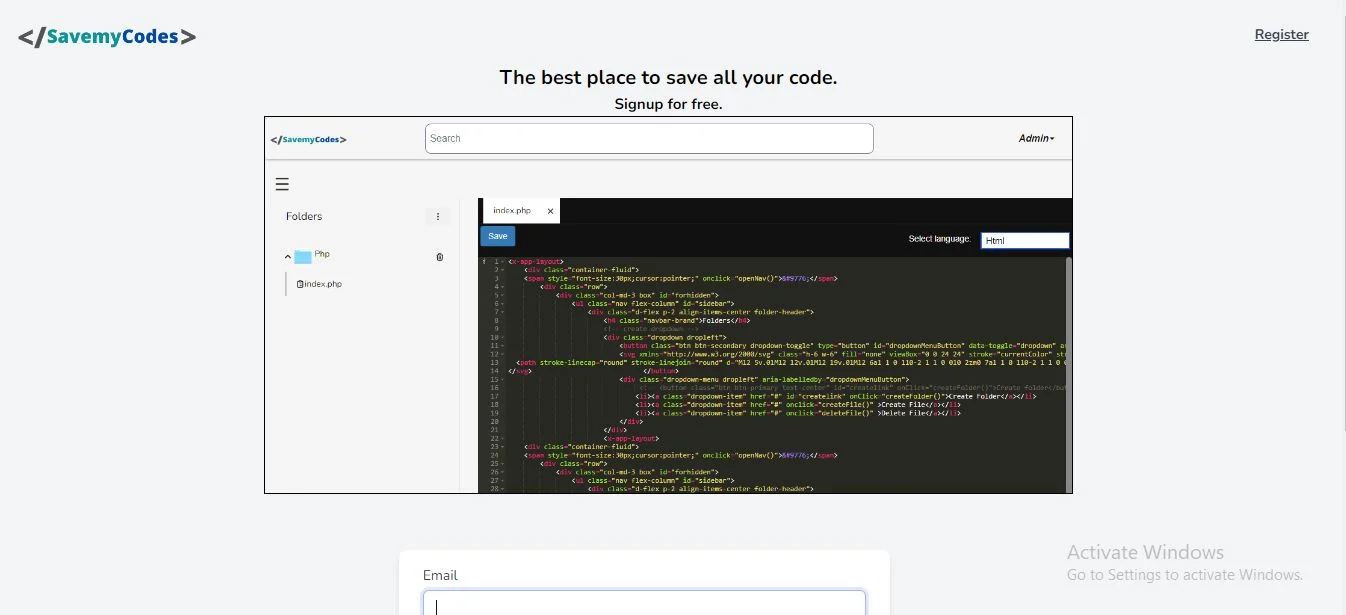 </SavemyCodes>
Register
The best place to save all your code.
Signup for free.
</SavemyCodes>
Search
Admin
Folders
index.php ×
Php
Save
Select language: Html
index.php
1 <x-app-layout>
2 <div class="container-fluid">
3 <span style="font-size:30px;cursor:pointer;" onclick="openNav()">&#9776;</span>
4 <div class="row">
5 <div class="col-md-3 box" id="forhidden">
6 <ul class="nav flex-column" id="sidebar">
7 <div class="d-flex p-2 align-items-center folder-header">
8 <h4 class="navbar-brand">Folders</h4>
9 <!-- create dropdown -->
10 <div class="dropdown dropleft">
11 <button class="btn btn-secondary dropdown-toggle" type="button" id="dropdownMenuButton" data-toggle="dropdown"
12 <svg xmlns="http://www.w3.org/2000/svg" class="h-6 w-6" fill="none" viewBox="0 0 24 24" stroke="currentColor"
13 <path stroke-linecap="round" stroke-linejoin="round" d="M12 5v.01M12 12v.01M12 19v.01M12 6a1 1 0 110-2 1 1 0 010 2zm0 7a1 1 0 110-2 1 1 0
14 </svg> </button>
15 <div class="dropdown-menu dropleft" aria-labelledby="dropdownMenuButton">
16 <!-- <button class="btn btn-primary text-center" id="createlink" onClick="createFolder()">Create folder
17 <li><a class="dropdown-item" href="#" id="createlink" onClick="createFolder()">Create Folder</a></li>
18 <li><a class="dropdown-item" href="#" onclick="createFile()" >Create File</a></li>
19 <li><a class="dropdown-item" href="#" onclick="deleteFile()" >Delete File</a></li>
20 </div>
21 </div>
22 <x-app-layout>
23 <div class="container-fluid">
24 <span style="font-size:30px;cursor:pointer;" onclick="openNav()">&#9776;</span>
25 <div class="row">
26 <div class="col-md-3 box" id="forhidden">
27 <ul class="nav flex-column" id="sidebar">
28 <div class="d-flex p-2 align-items-center folder-header">
Email
Activate Windows
Go to Settings to activate Windows.